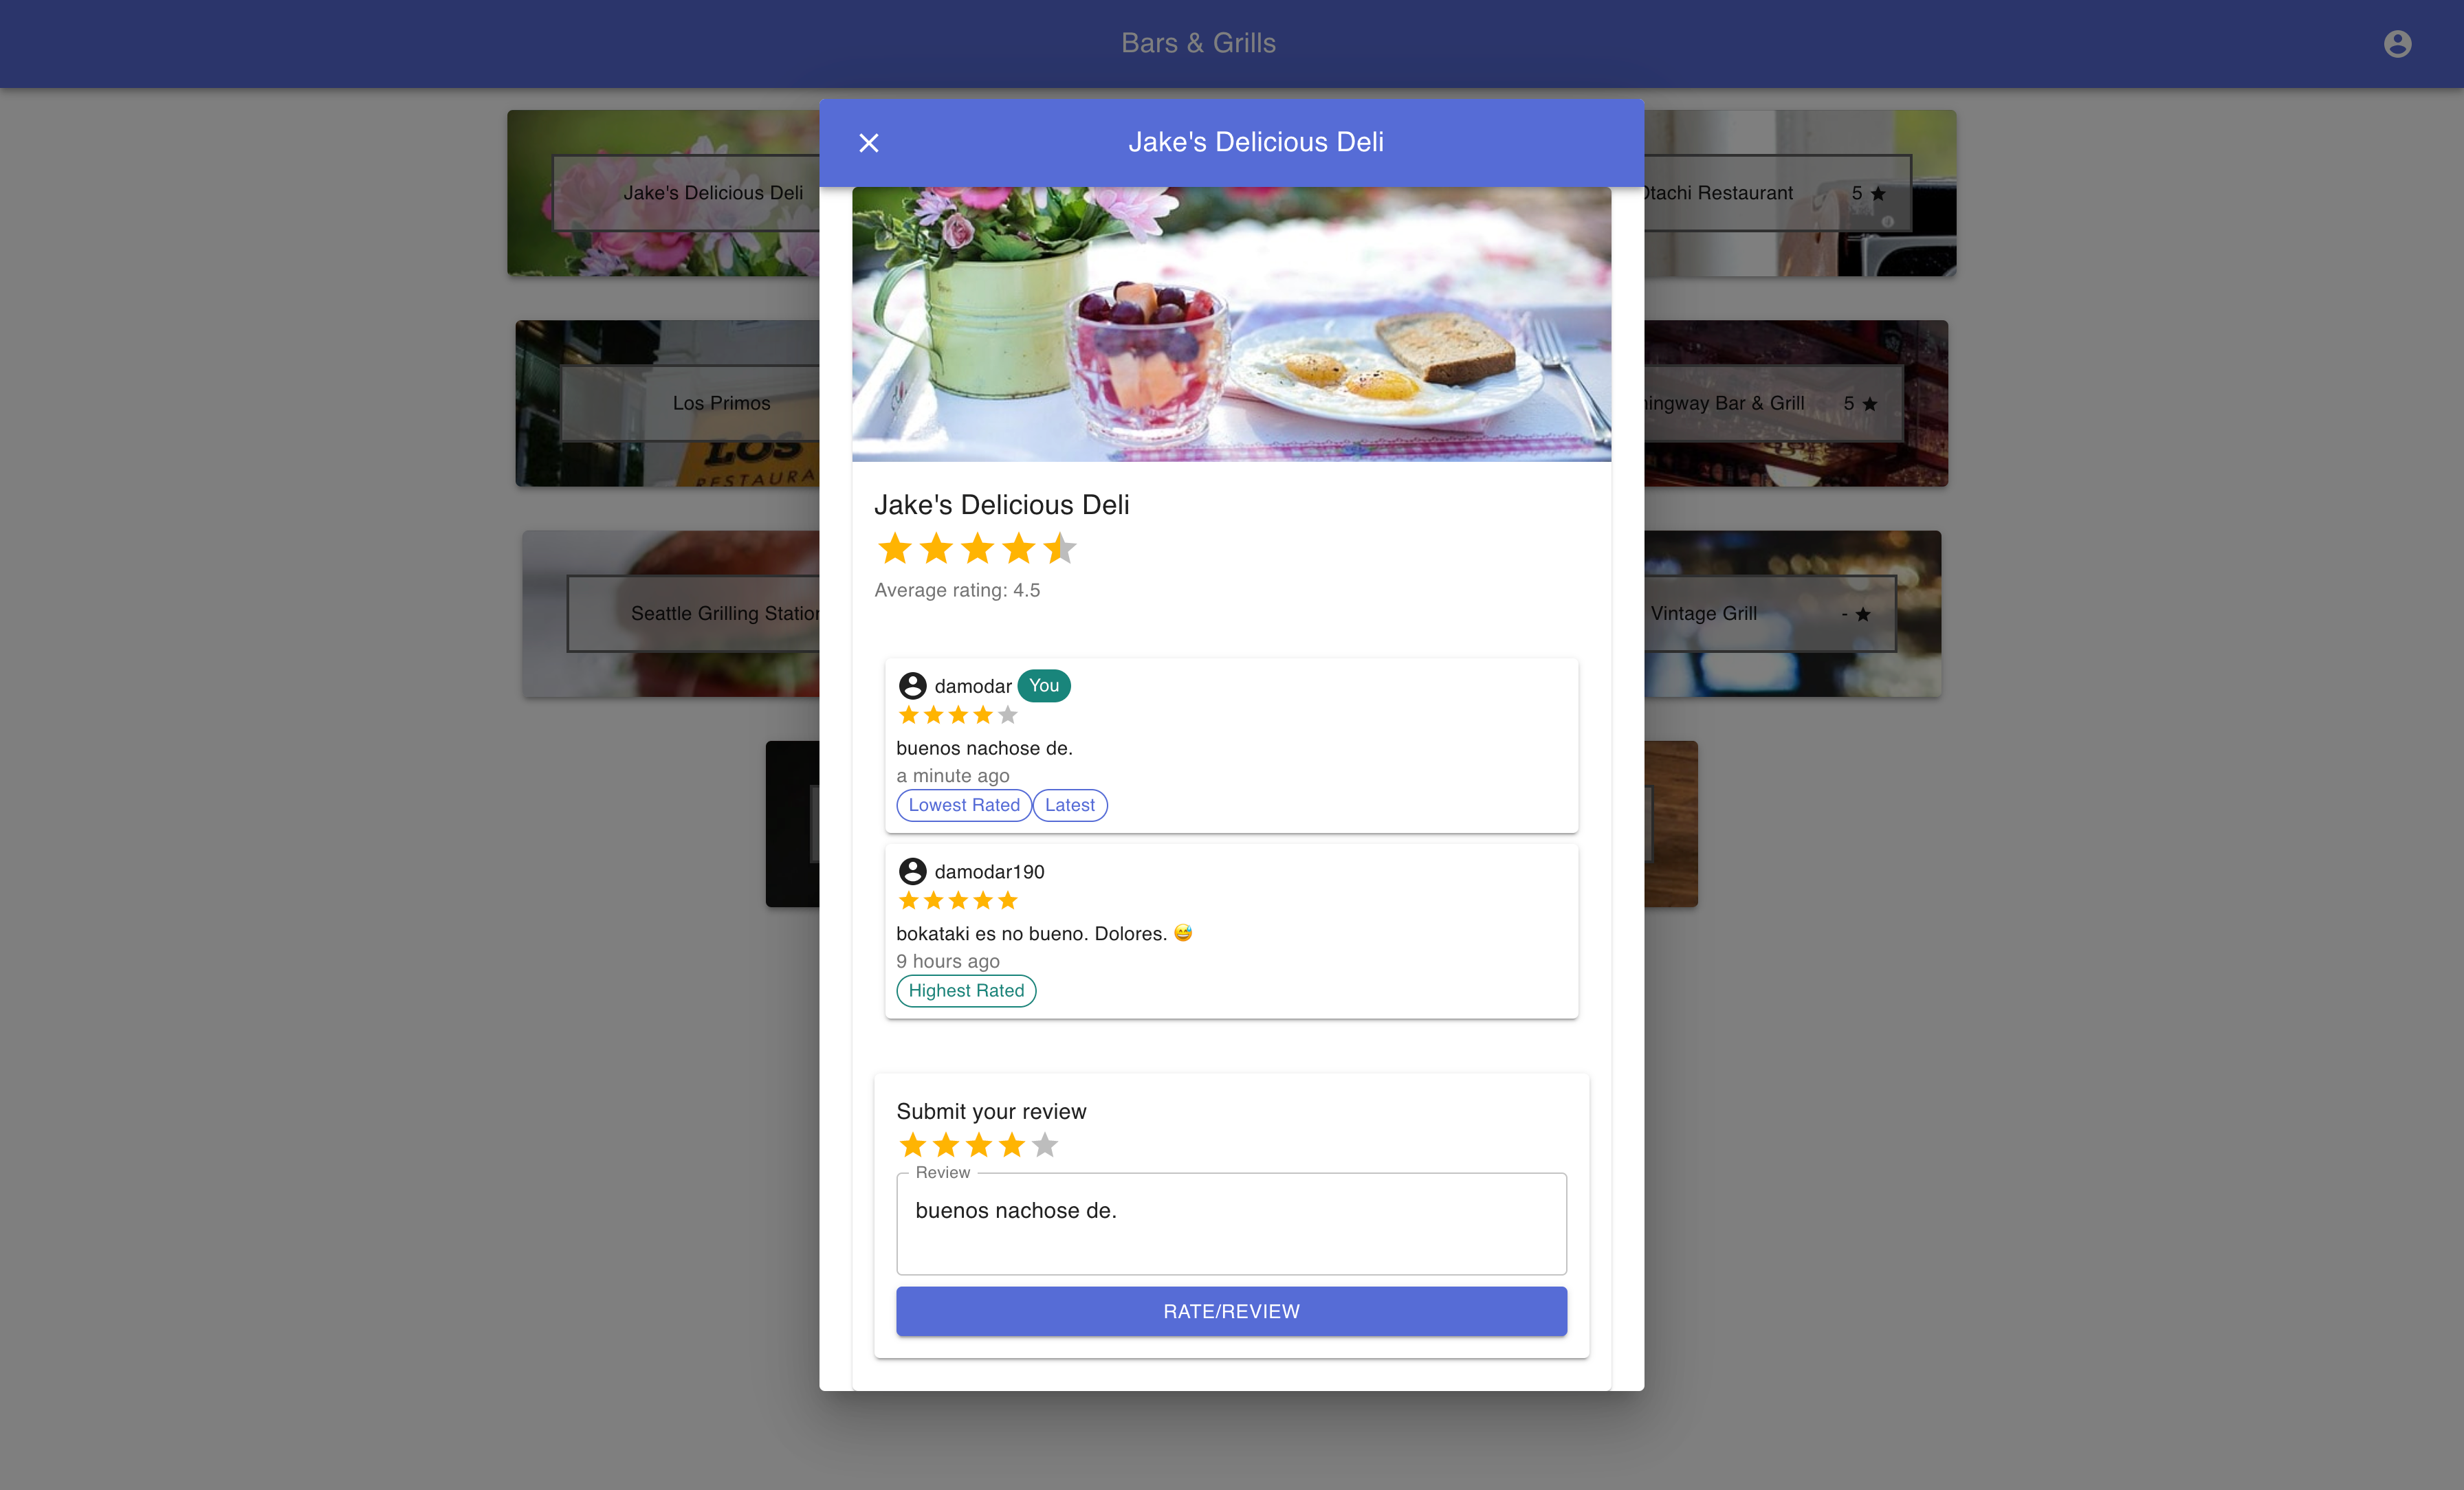 Bars & Grills
Jake's Delicious Deli
Jake's Delicious Deli
Otachi Restaurant 5
Los Primos
LOS
RESTAURA
Bar & Grill 5
Seattle Grilling Station
Vintage Grill -
Jake's Delicious Deli
Average rating: 4.5
damodar You
buenos nachose de.
a minute ago
Lowest Rated Latest
damodar190
bokataki es no bueno. Dolores. 😅
9 hours ago
Highest Rated
Submit your review
Review
buenos nachose de.
RATE/REVIEW